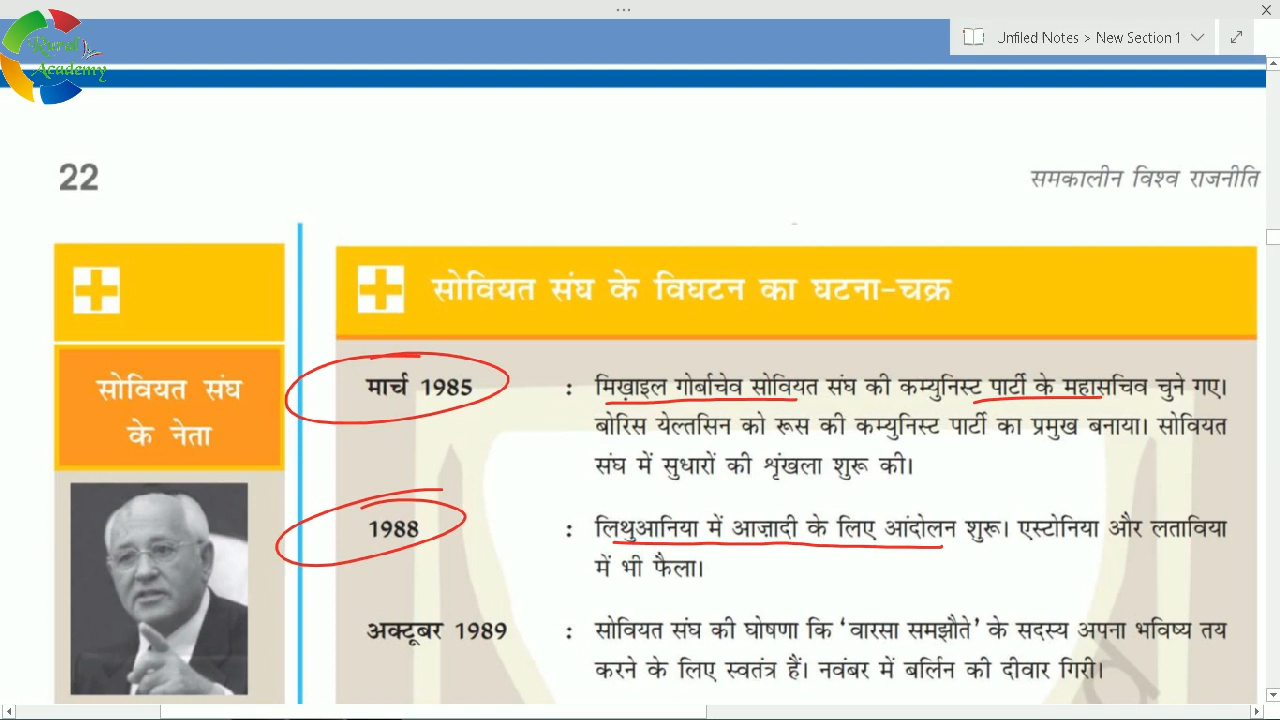 Rural
Academy
Unfiled Notes > New Section 1
22
समकालीन विश्व राजनीति
सोवियत संघ के विघटन का घटना-चक्र
सोवियत संघ
के नेता
मार्च 1985 : मिख़ाइल गोर्बाचेव सोवियत संघ की कम्युनिस्ट पार्टी के महासचिव चुने गए।
बोरिस येल्तसिन को रूस की कम्युनिस्ट पार्टी का प्रमुख बनाया। सोवियत
संघ में सुधारों की शृंखला शुरू की।
1988 : लिथुआनिया में आज़ादी के लिए आंदोलन शुरू। एस्टोनिया और लताविया
में भी फैला।
अक्टूबर 1989 : सोवियत संघ की घोषणा कि ‘वारसा समझौते’ के सदस्य अपना भविष्य तय
करने के लिए स्वतंत्र हैं। नवंबर में बर्लिन की दीवार गिरी।